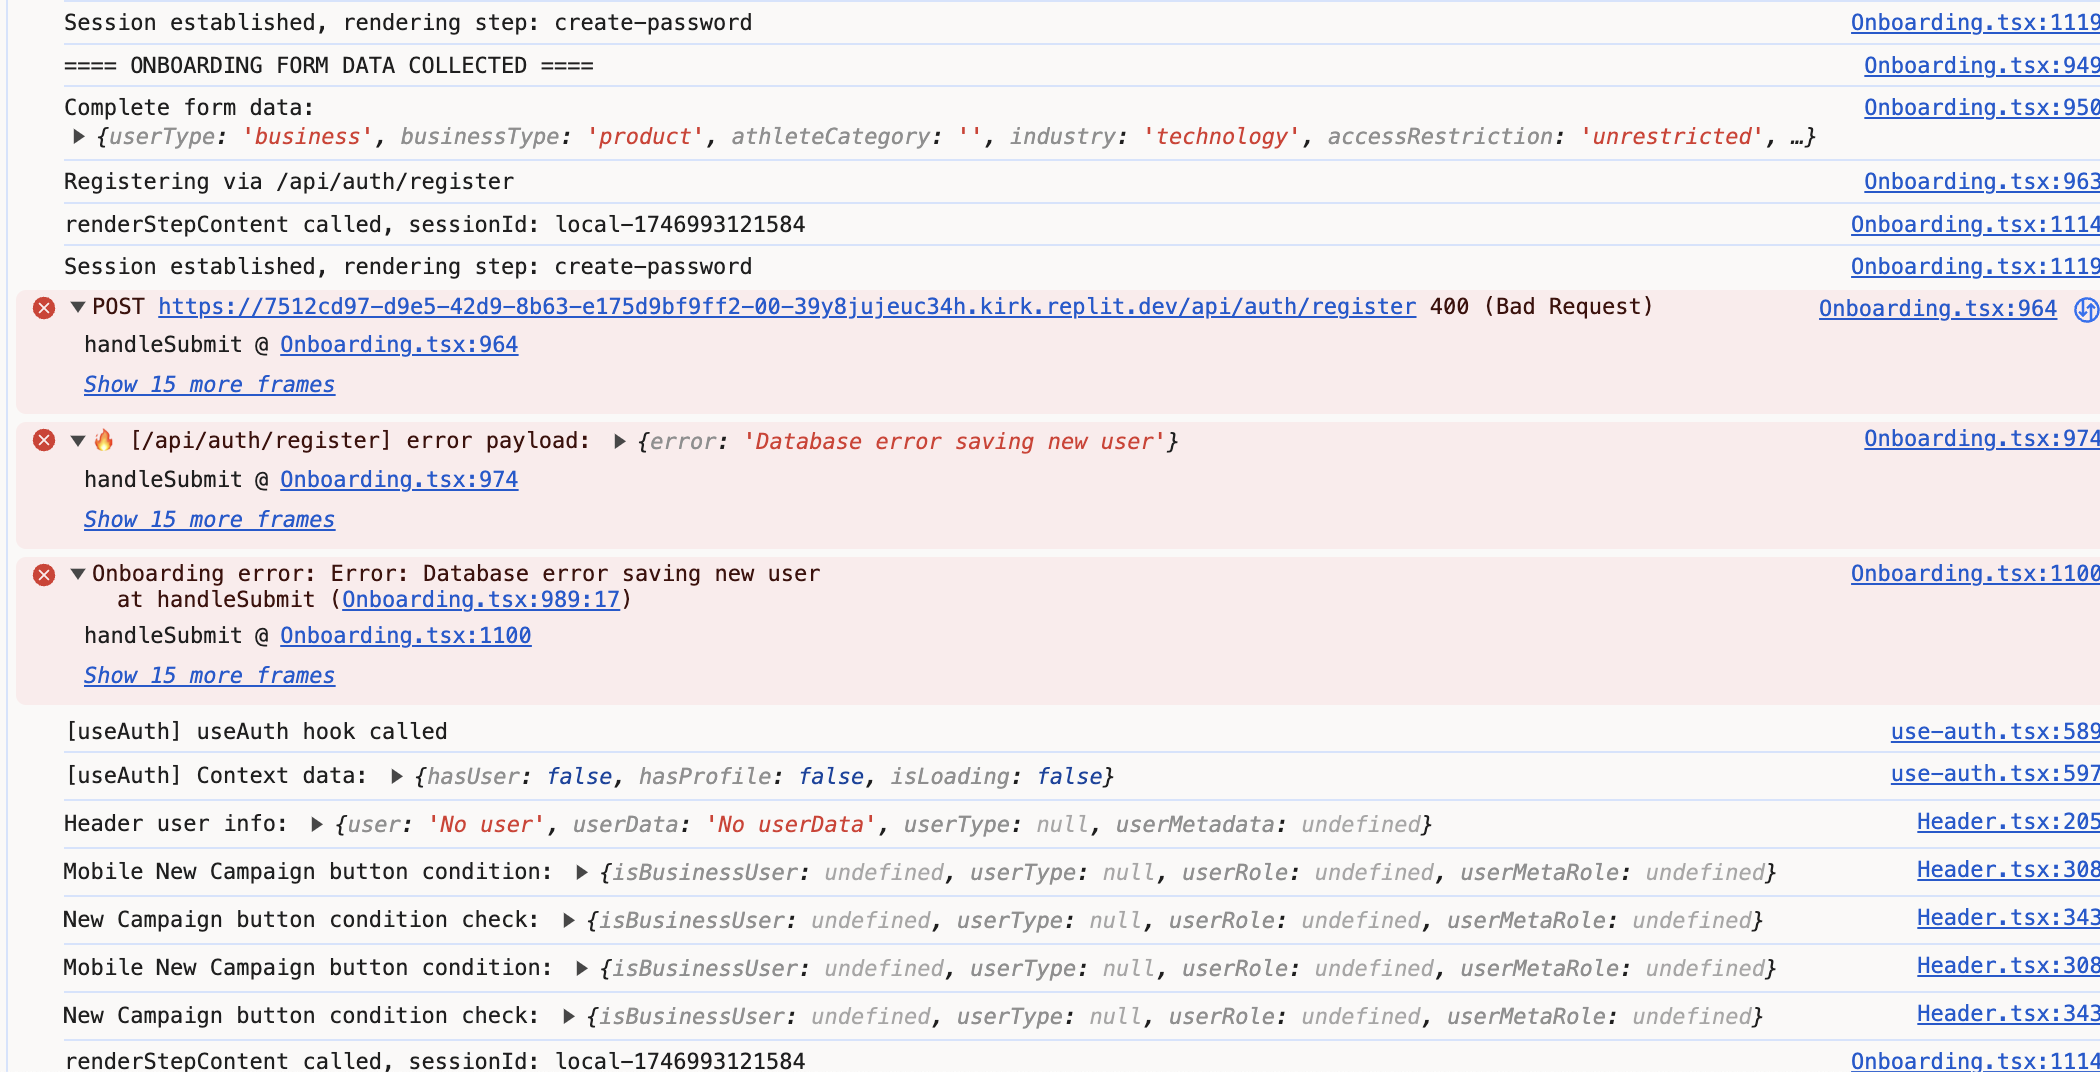 Session established, rendering step: create-password Onboarding.tsx:1119
==== ONBOARDING FORM DATA COLLECTED ==== Onboarding.tsx:949
Complete form data: Onboarding.tsx:950
▶ {userType: 'business', businessType: 'product', athleteCategory: '', industry: 'technology', accessRestriction: 'unrestricted', …}
Registering via /api/auth/register Onboarding.tsx:963
renderStepContent called, sessionId: local-1746993121584 Onboarding.tsx:1114
Session established, rendering step: create-password Onboarding.tsx:1119
▼POST https://7512cd97-d9e5-42d9-8b63-e175d9bf9ff2-00-39y8jujeuc34h.kirk.replit.dev/api/auth/register 400 (Bad Request) Onboarding.tsx:964
handleSubmit @ Onboarding.tsx:964
Show 15 more frames
▼🔥 [/api/auth/register] error payload: ▶ {error: 'Database error saving new user'} Onboarding.tsx:974
handleSubmit @ Onboarding.tsx:974
Show 15 more frames
▼Onboarding error: Error: Database error saving new user Onboarding.tsx:1100
at handleSubmit (Onboarding.tsx:989:17)
handleSubmit @ Onboarding.tsx:1100
Show 15 more frames
[useAuth] useAuth hook called use-auth.tsx:589
[useAuth] Context data: ▶ {hasUser: false, hasProfile: false, isLoading: false} use-auth.tsx:597
Header user info: ▶ {user: 'No user', userData: 'No userData', userType: null, userMetadata: undefined} Header.tsx:205
Mobile New Campaign button condition: ▶ {isBusinessUser: undefined, userType: null, userRole: undefined, userMetaRole: undefined} Header.tsx:308
New Campaign button condition check: ▶ {isBusinessUser: undefined, userType: null, userRole: undefined, userMetaRole: undefined} Header.tsx:343
Mobile New Campaign button condition: ▶ {isBusinessUser: undefined, userType: null, userRole: undefined, userMetaRole: undefined} Header.tsx:308
New Campaign button condition check: ▶ {isBusinessUser: undefined, userType: null, userRole: undefined, userMetaRole: undefined} Header.tsx:343
renderStepContent called, sessionId: local-1746993121584 Onboarding.tsx:1114